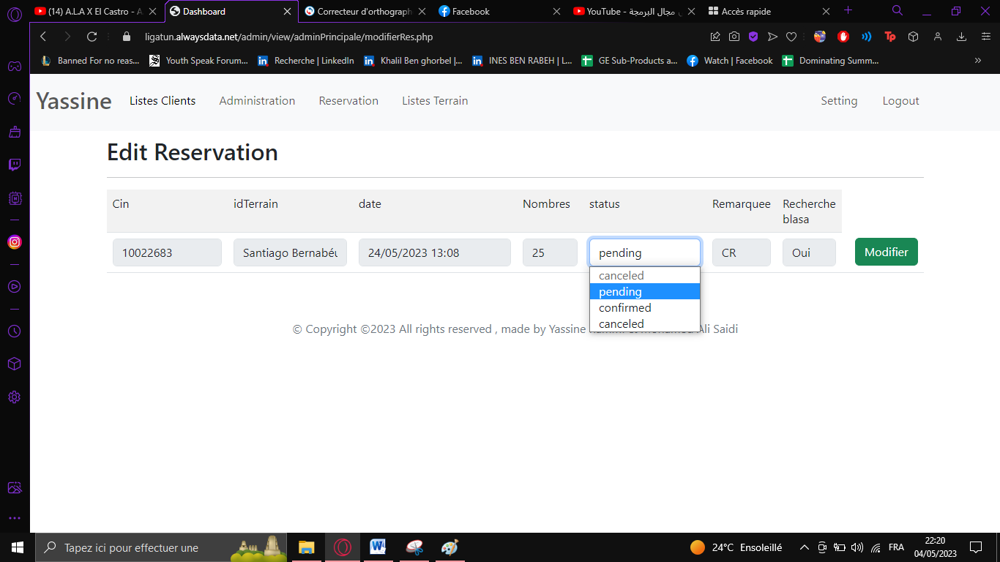 (14) A.L.A X El Castro - A
Dashboard
Correcteur d'orthograph
Facebook
YouTube - مجال البرمجة
Accès rapide
ligatun.alwaysdata.net/admin/view/adminPrincipale/modifierRes.php
Banned For no reas...
Youth Speak Forum...
Recherche | LinkedIn
Khalil Ben ghorbel |...
INES BEN RABEH | L...
GE Sub-Products a...
Watch | Facebook
Dominating Summ...
Yassine Listes Clients Administration Reservation Listes Terrain Setting Logout
Edit Reservation
Cin idTerrain date Nombres status Remarquee Recherche blasa
10022683 Santiago Bernabéu 24/05/2023 13:08 25 pending CR Oui Modifier
canceled
pending
confirmed
canceled
© Copyright ©2023 All rights reserved , made by Yassine Ali Saidi
Tapez ici pour effectuer une
24°C Ensoleillé
FRA
22:20
04/05/2023